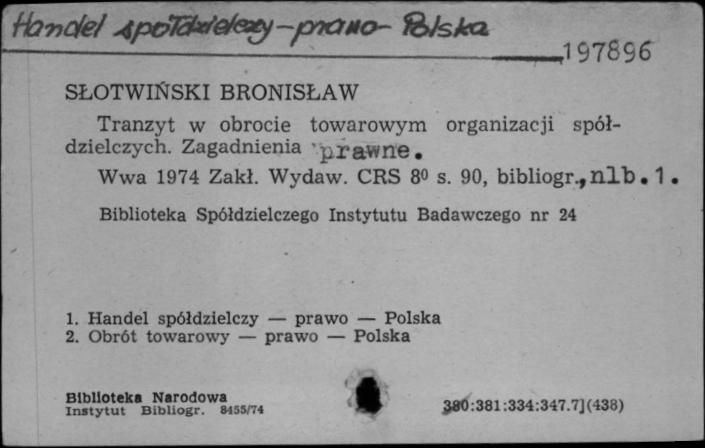 Handel spółdzielczy - prawo - Polska
197896
SŁOTWIŃSKI BRONISŁAW
Tranzyt w obrocie towarowym organizacji spół-
dzielczych. Zagadnienia prawne.
Wwa 1974 Zakł. Wydaw. CRS 8⁰ s. 90, bibliogr., nlb. 1.
Biblioteka Spółdzielczego Instytutu Badawczego nr 24
1. Handel spółdzielczy — prawo — Polska
2. Obrót towarowy — prawo — Polska
Biblioteka Narodowa
Instytut Bibliogr. 8455/74
380:381:334:347.7](438)